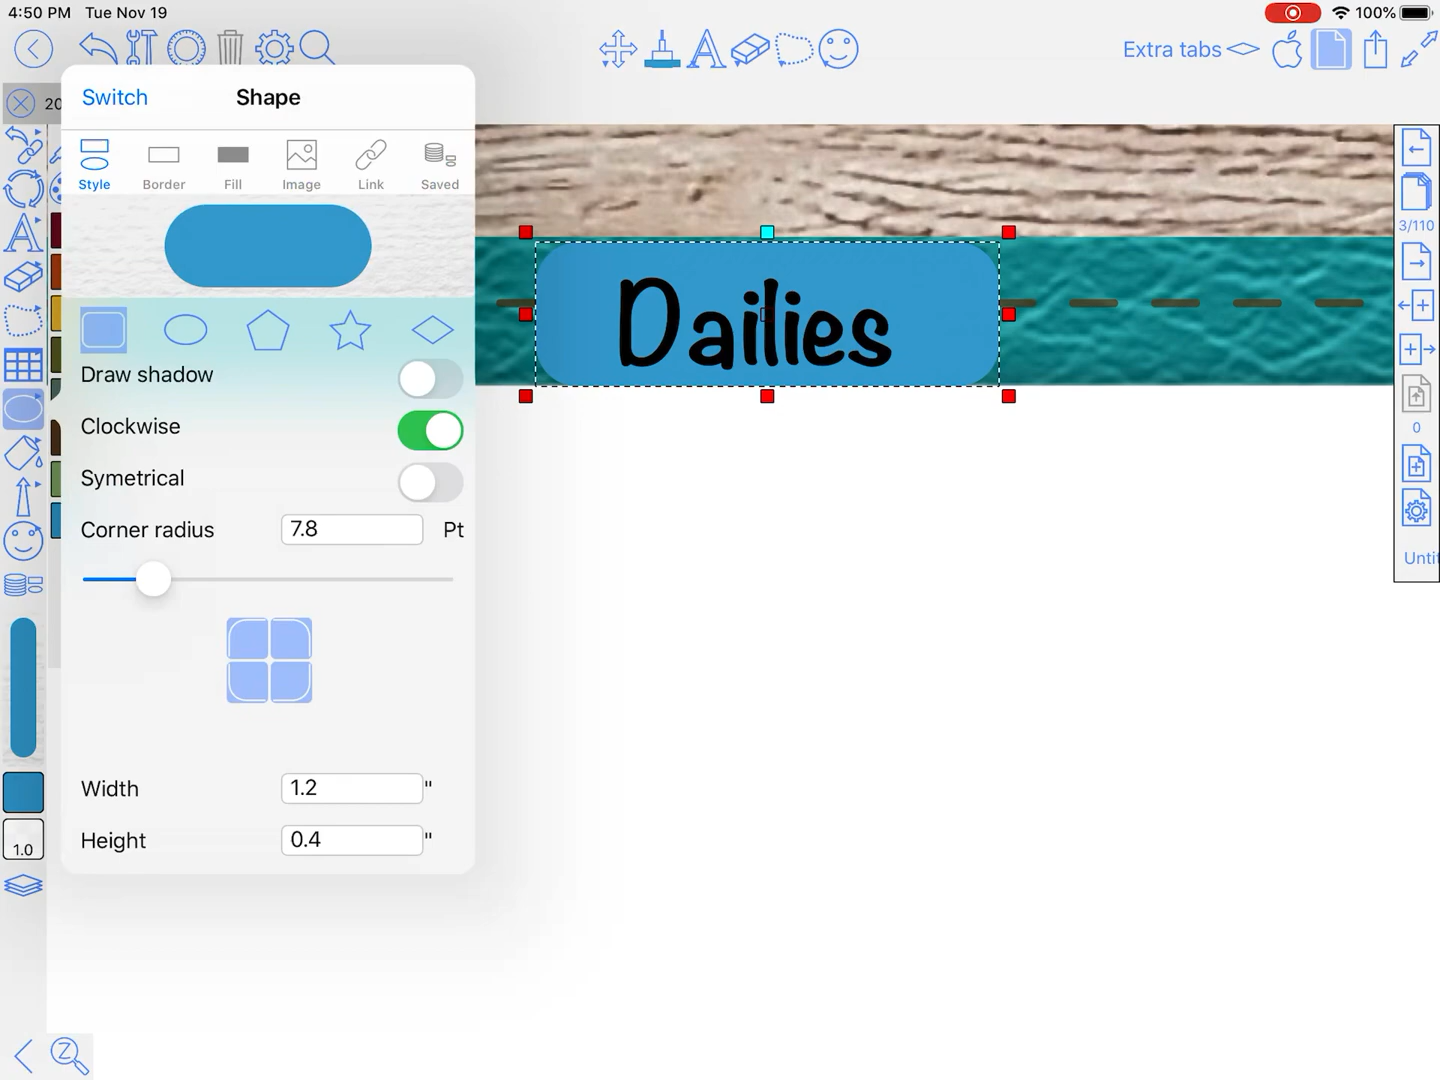 4:50 PM Tue Nov 19
100%
Extra tabs
20
Switch
Shape
Style
Border
Fill
Image
Link
Saved
Draw shadow
Clockwise
Symetrical
Corner radius
7.8
Pt
Width
1.2
"
Height
0.4
"
Dailies
3/110
0
Unti
1.0
Z